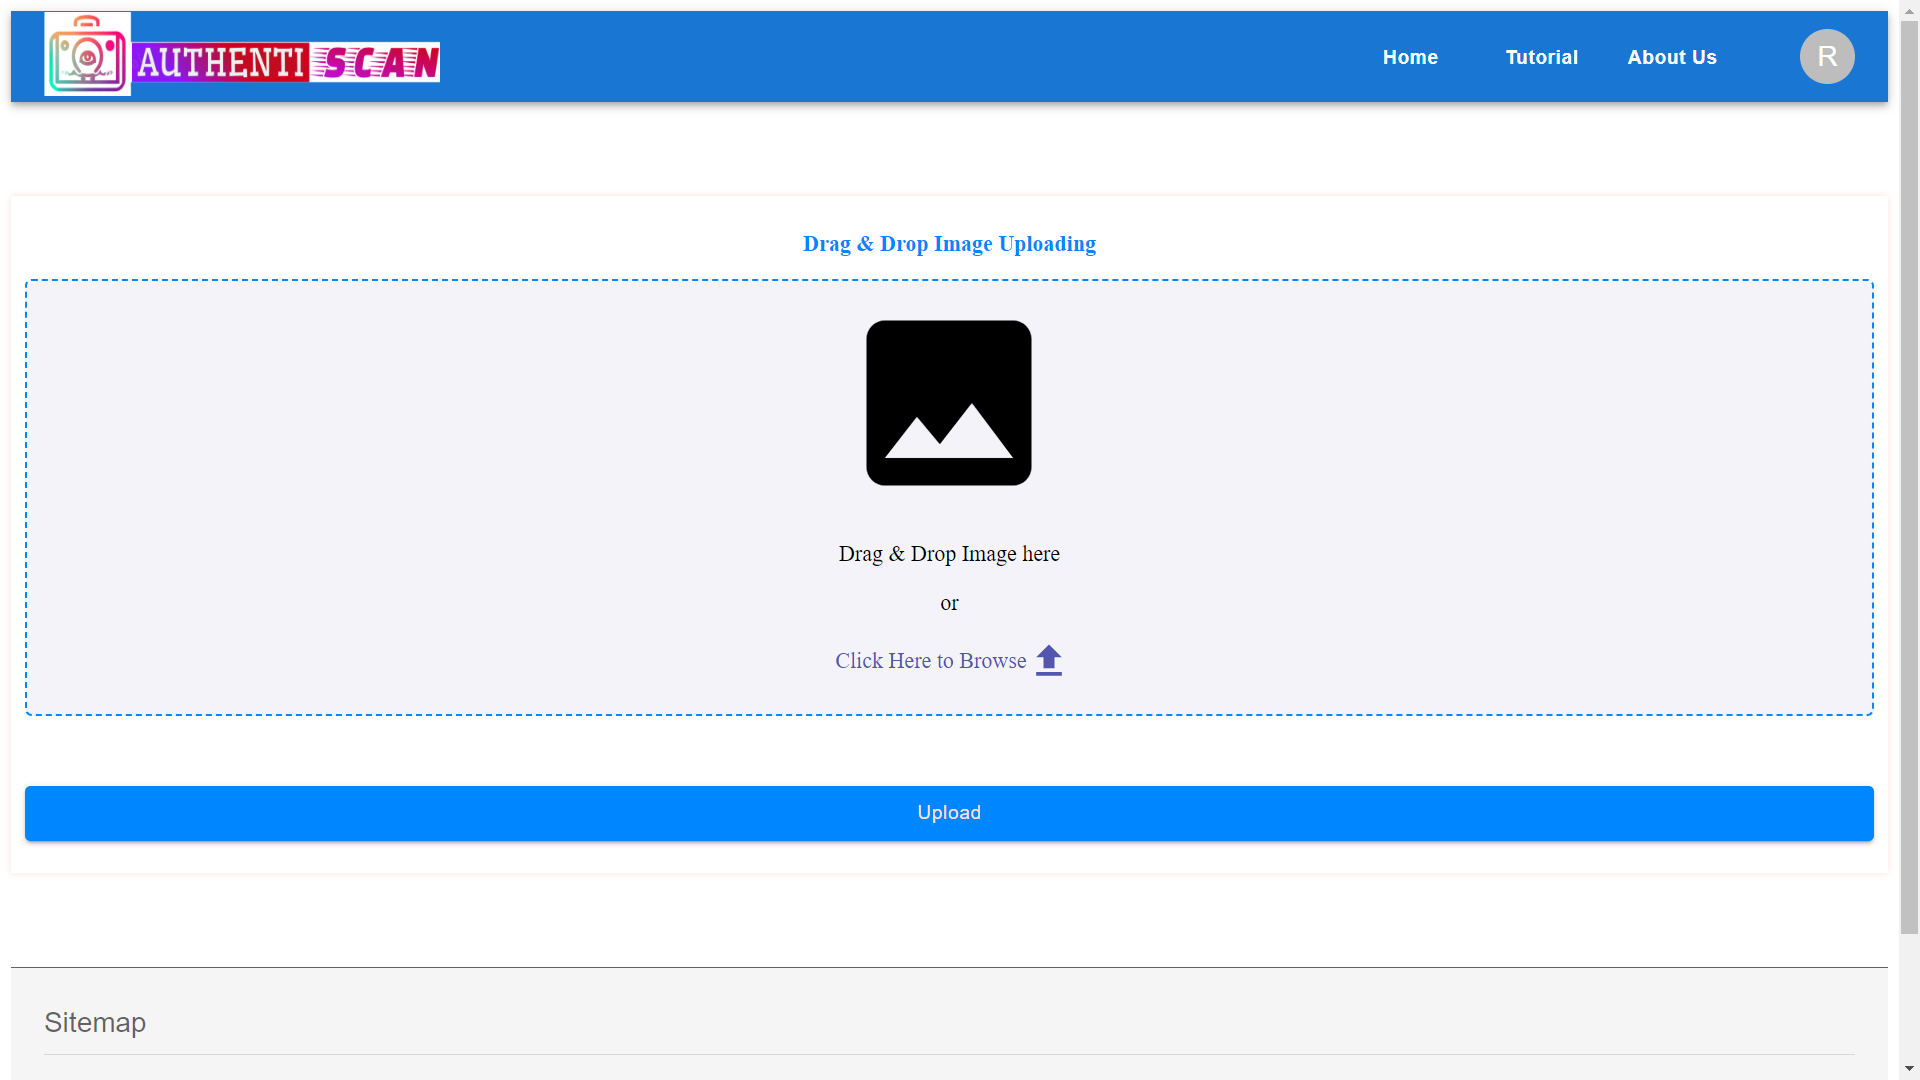 AUTHENTI SCAN
Home
Tutorial
About Us
R
Drag & Drop Image Uploading
Drag & Drop Image here
or
Click Here to Browse
Upload
Sitemap